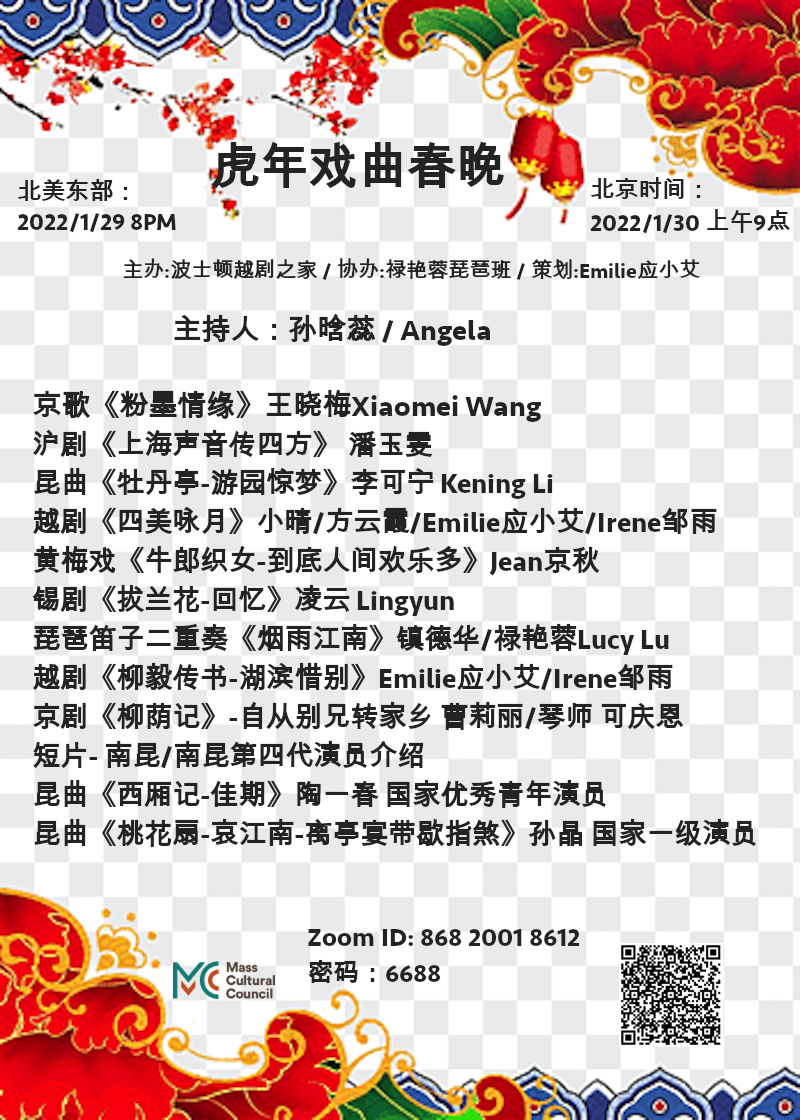 虎年戏曲春晚
北美东部：
2022/1/29 8PM
北京时间：
2022/1/30 上午9点
主办:波士顿越剧之家 / 协办:禄艳蓉琵琶班 / 策划:Emilie应小艾
主持人：孙晗蕊 / Angela
京歌《粉墨情缘》王晓梅Xiaomei Wang
沪剧《上海声音传四方》 潘玉雯
昆曲《牡丹亭-游园惊梦》李可宁 Kening Li
越剧《四美咏月》小晴/方云霞/Emilie应小艾/Irene邹雨
黄梅戏《牛郎织女-到底人间欢乐多》Jean京秋
锡剧《拔兰花-回忆》凌云 Lingyun
琵琶笛子二重奏《烟雨江南》镇德华/禄艳蓉Lucy Lu
越剧《柳毅传书-湖滨惜别》Emilie应小艾/Irene邹雨
京剧《柳荫记》-自从别兄转家乡 曹莉丽/琴师 可庆恩
短片- 南昆/南昆第四代演员介绍
昆曲《西厢记-佳期》陶一春 国家优秀青年演员
昆曲《桃花扇-哀江南-离亭宴带歇指煞》孙晶 国家一级演员
Zoom ID: 868 2001 8612
密码：6688
Mass
Cultural
Council